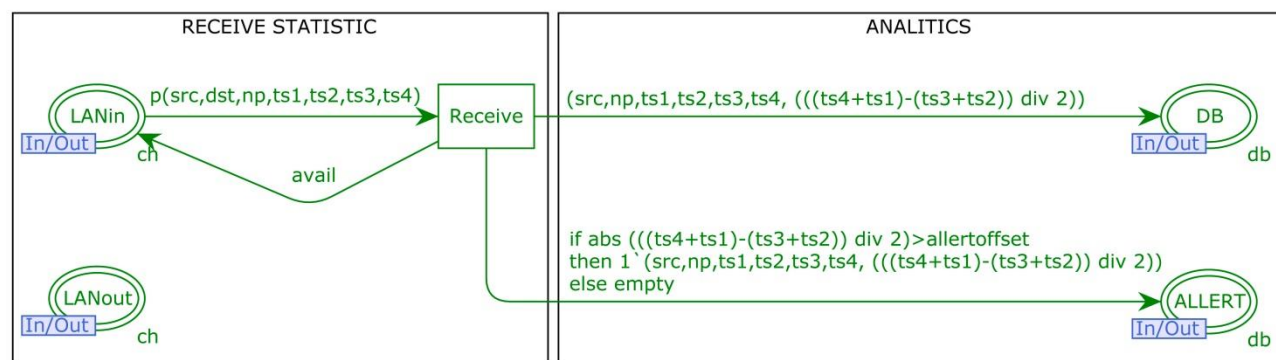 RECEIVE STATISTIC
ANALITICS
p(src,dst,np,ts1,ts2,ts3,ts4)
LANin
In/Out
ch
avail
Receive
(src,np,ts1,ts2,ts3,ts4, (((ts4+ts1)-(ts3+ts2)) div 2))
DB
In/Out
db
if abs (((ts4+ts1)-(ts3+ts2)) div 2)>allertoffset
then 1`(src,np,ts1,ts2,ts3,ts4, (((ts4+ts1)-(ts3+ts2)) div 2))
else empty
LANout
In/Out
ch
ALLERT
In/Out
db